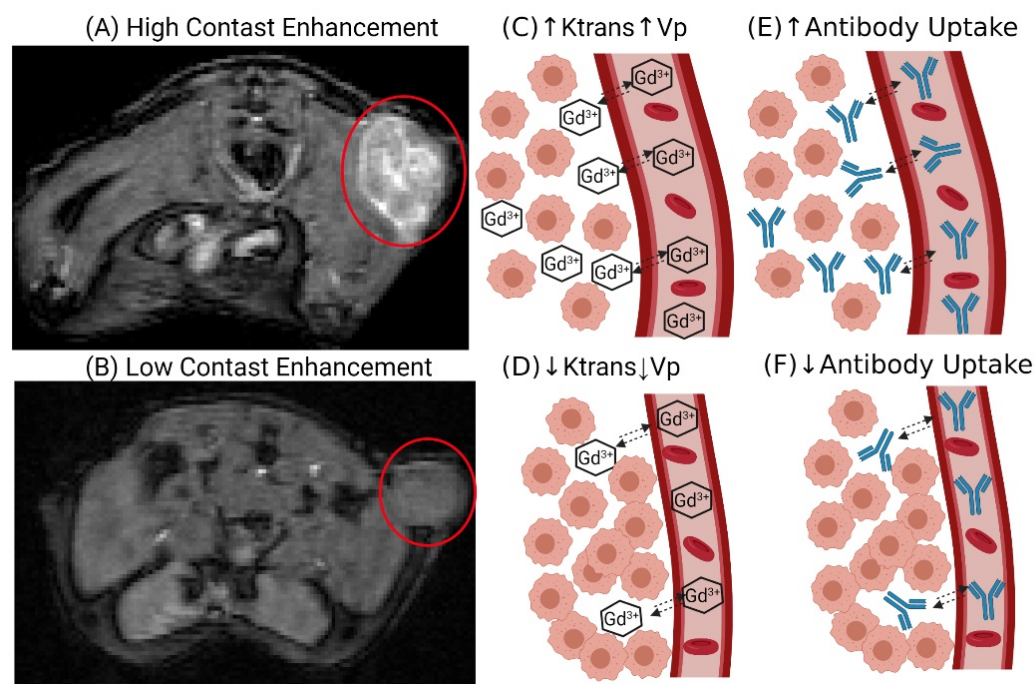 (A) High Contast Enhancement
(C)↑Ktrans↑Vp
(E)↑Antibody Uptake
Gd3+
Gd3+
Gd3+
Gd3+
Gd3+
Gd3+
Gd3+
Gd3+
Gd3+
(B) Low Contast Enhancement
(D)↓Ktrans↓Vp
(F)↓Antibody Uptake
Gd3+
Gd3+
Gd3+
Gd3+
Gd3+